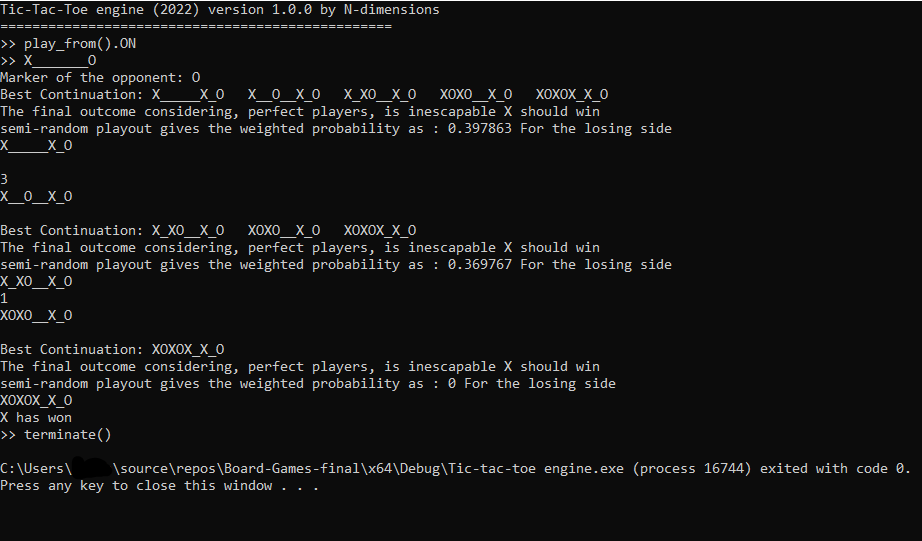 Tic-Tac-Toe engine (2022) version 1.0.0 by N-dimensions
=================================================
>> play_from().ON
>> X_______O
Marker of the opponent: O
Best Continuation: X_____X_O   X__O__X_O   X_XO__X_O   XOXO__X_O   XOXOX_X_O
The final outcome considering, perfect players, is inescapable X should win
semi-random playout gives the weighted probability as : 0.397863 For the losing side
X_____X_O
3
X__O__X_O
Best Continuation: X_XO__X_O   XOXO__X_O   XOXOX_X_O
The final outcome considering, perfect players, is inescapable X should win
semi-random playout gives the weighted probability as : 0.369767 For the losing side
X_XO__X_O
1
XOXO__X_O
Best Continuation: XOXOX_X_O
The final outcome considering, perfect players, is inescapable X should win
semi-random playout gives the weighted probability as : 0 For the losing side
XOXOX_X_O
X has won
>> terminate()
C:\Users\ \source\repos\Board-Games-final\x64\Debug\Tic-tac-toe engine.exe (process 16744) exited with code 0.
Press any key to close this window . . .